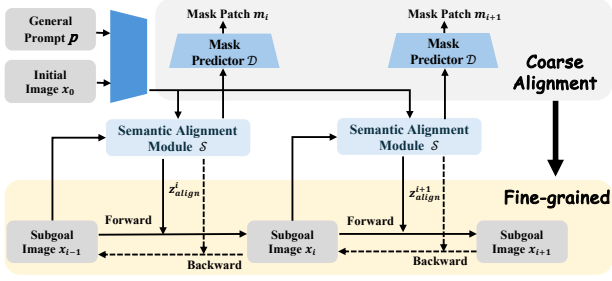 General
Prompt p
Initial
Image x₀
Mask Patch mᵢ
Mask Patch mᵢ₊₁
Mask
Predictor 𝒟
Mask
Predictor 𝒟
Coarse
Alignment
Semantic Alignment
Module 𝒮
Semantic Alignment
Module 𝒮
zⁱ_align
zⁱ⁺¹_align
Fine-grained
Forward
Forward
Subgoal
Image xᵢ₋₁
Subgoal
Image xᵢ
Subgoal
Image xᵢ₊₁
Backward
Backward